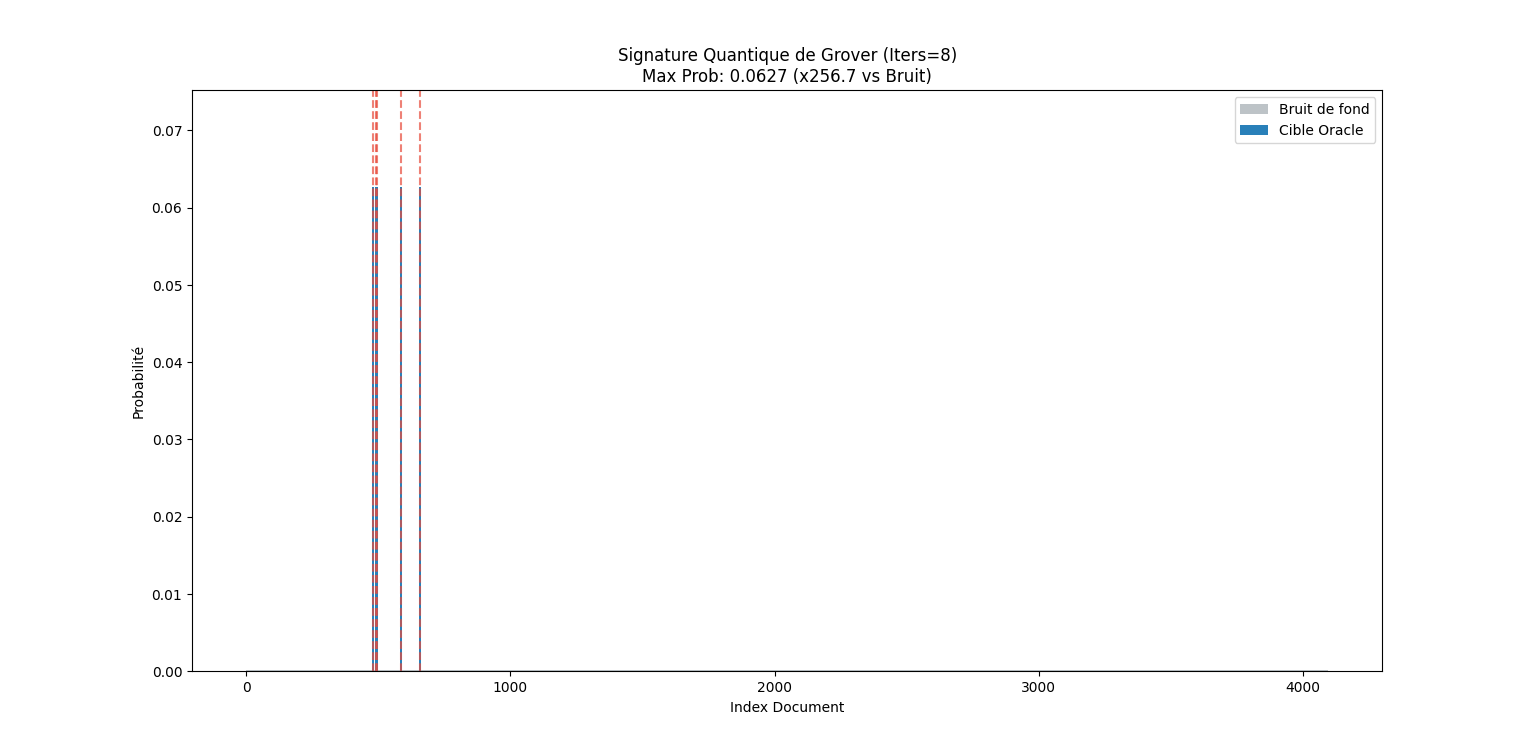 Signature Quantique de Grover (Iters=8)
Max Prob: 0.0627 (x256.7 vs Bruit)
Bruit de fond
Cible Oracle
Probabilité
0.07
0.06
0.05
0.04
0.03
0.02
0.01
0.00
0
1000
2000
3000
4000
Index Document